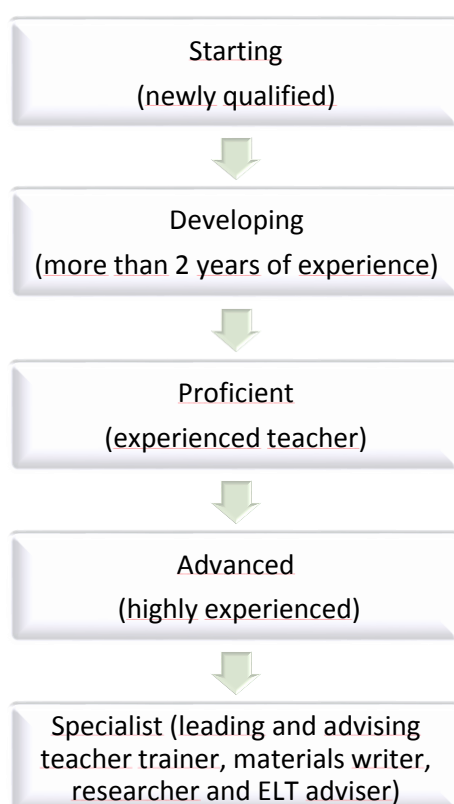 Starting
(newly qualified)
Developing
(more than 2 years of experience)
Proficient
(experienced teacher)
Advanced
(highly experienced)
Specialist (leading and advising
teacher trainer, materials writer,
researcher and ELT adviser)